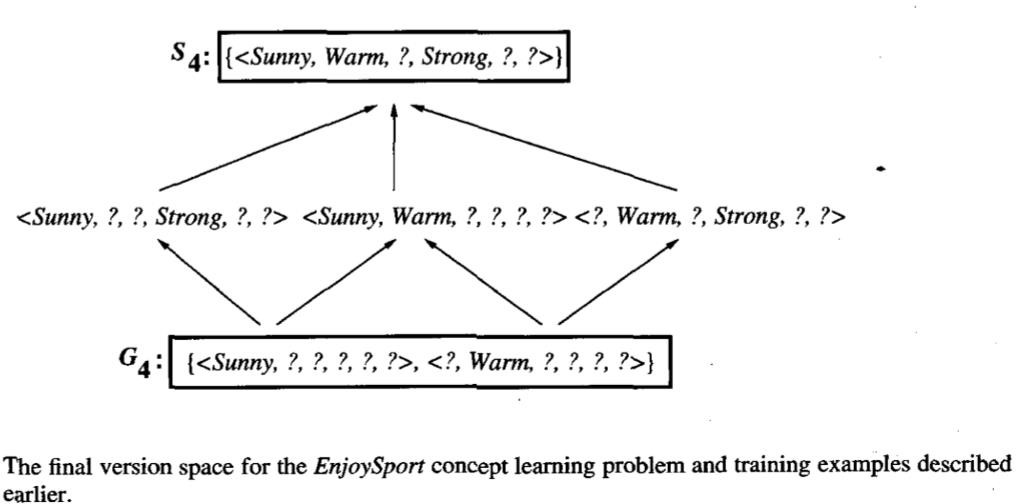 S4: {<Sunny, Warm, ?, Strong, ?, ?>}
<Sunny, ?, ?, Strong, ?, ?> <Sunny, Warm, ?, ?, ?, ?> <?, Warm, ?, Strong, ?, ?>
G4: {<Sunny, ?, ?, ?, ?, ?>, <?, Warm, ?, ?, ?, ?>}
The final version space for the EnjoySport concept learning problem and training examples described
earlier.